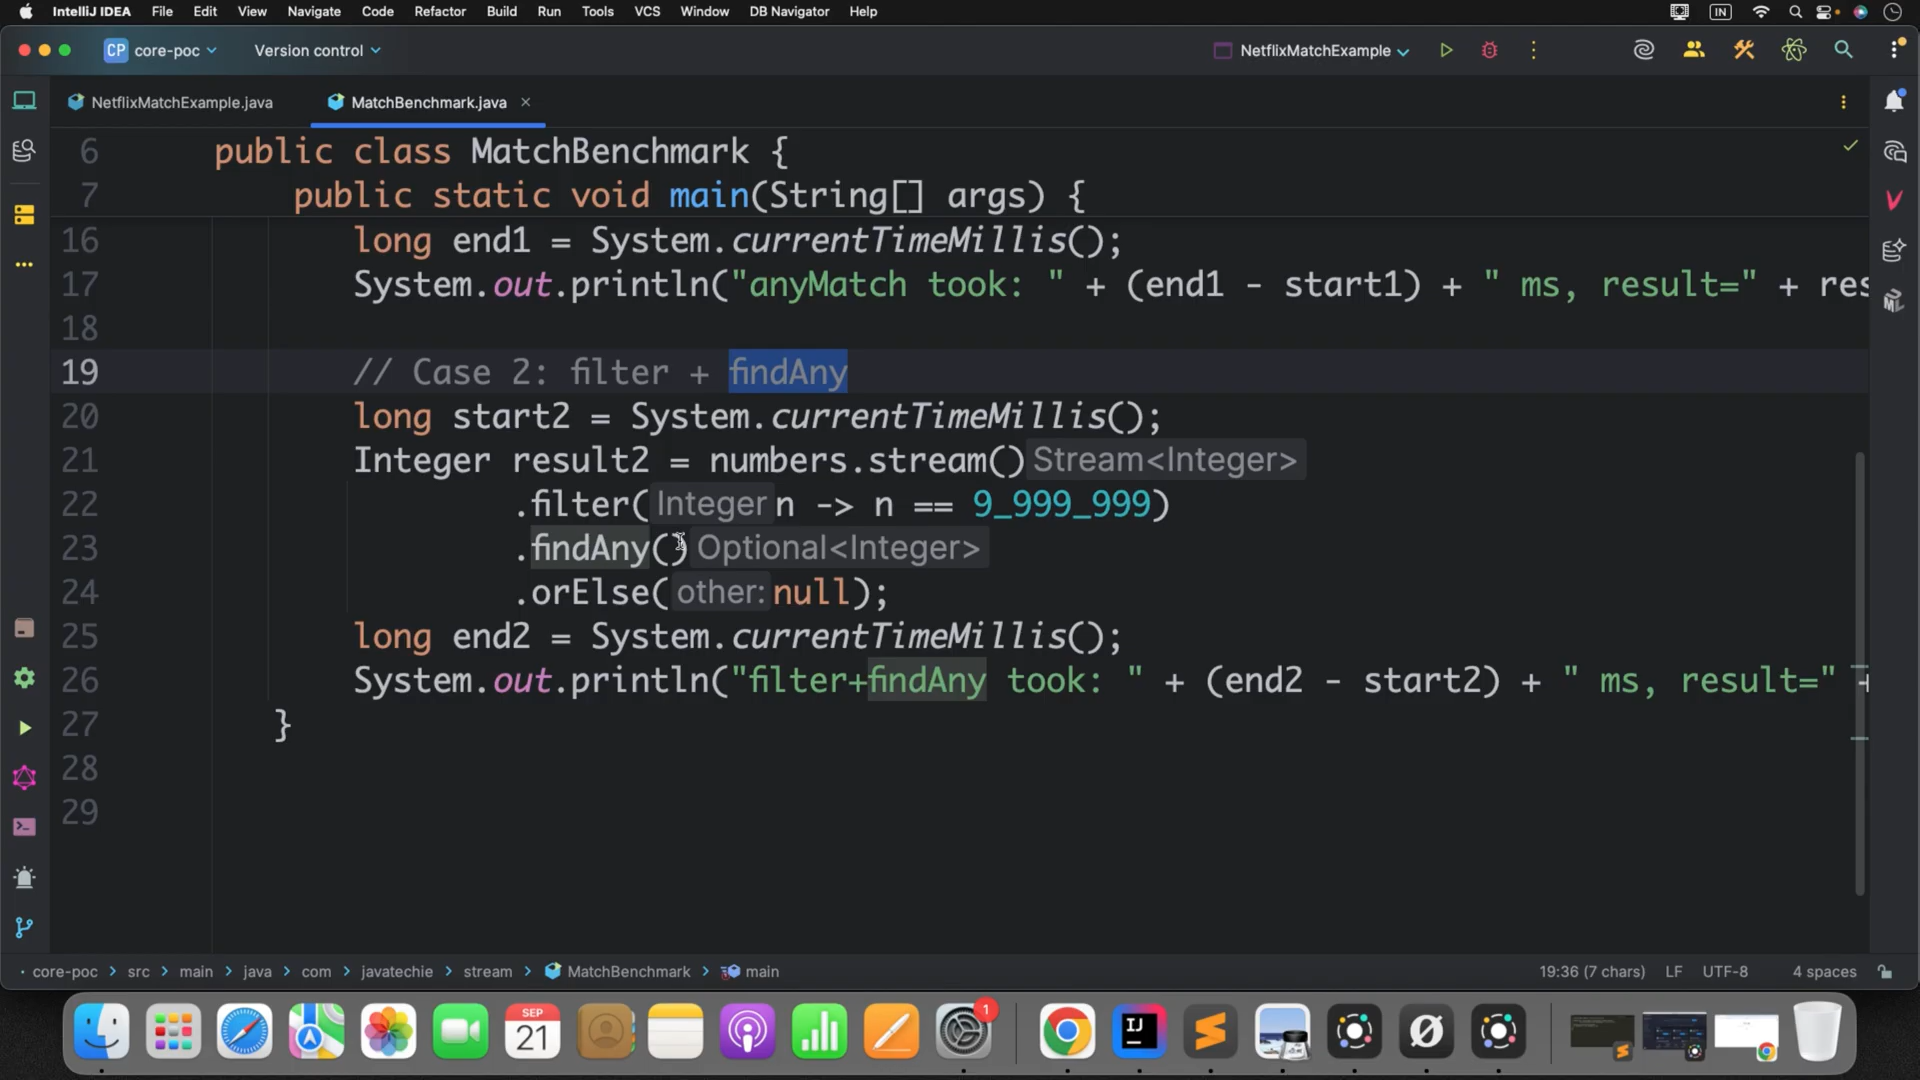 IntelliJ IDEA File Edit View Navigate Code Refactor Build Run Tools VCS Window DB Navigator Help IN
CP core-poc Version control NetflixMatchExample
NetflixMatchExample.java MatchBenchmark.java
6 public class MatchBenchmark {
7 public static void main(String[] args) {
16 long end1 = System.currentTimeMillis();
17 System.out.println("anyMatch took: " + (end1 - start1) + " ms, result=" + res
18
19 // Case 2: filter + findAny
20 long start2 = System.currentTimeMillis();
21 Integer result2 = numbers.stream() Stream<Integer>
22 .filter( Integer n -> n == 9_999_999)
23 .findAny() Optional<Integer>
24 .orElse( other: null);
25 long end2 = System.currentTimeMillis();
26 System.out.println("filter+findAny took: " + (end2 - start2) + " ms, result=" +
27 }
28
29
core-poc > src > main > java > com > javatechie > stream > MatchBenchmark > main 19:36 (7 chars) LF UTF-8 4 spaces
SEP
21
1
IJ